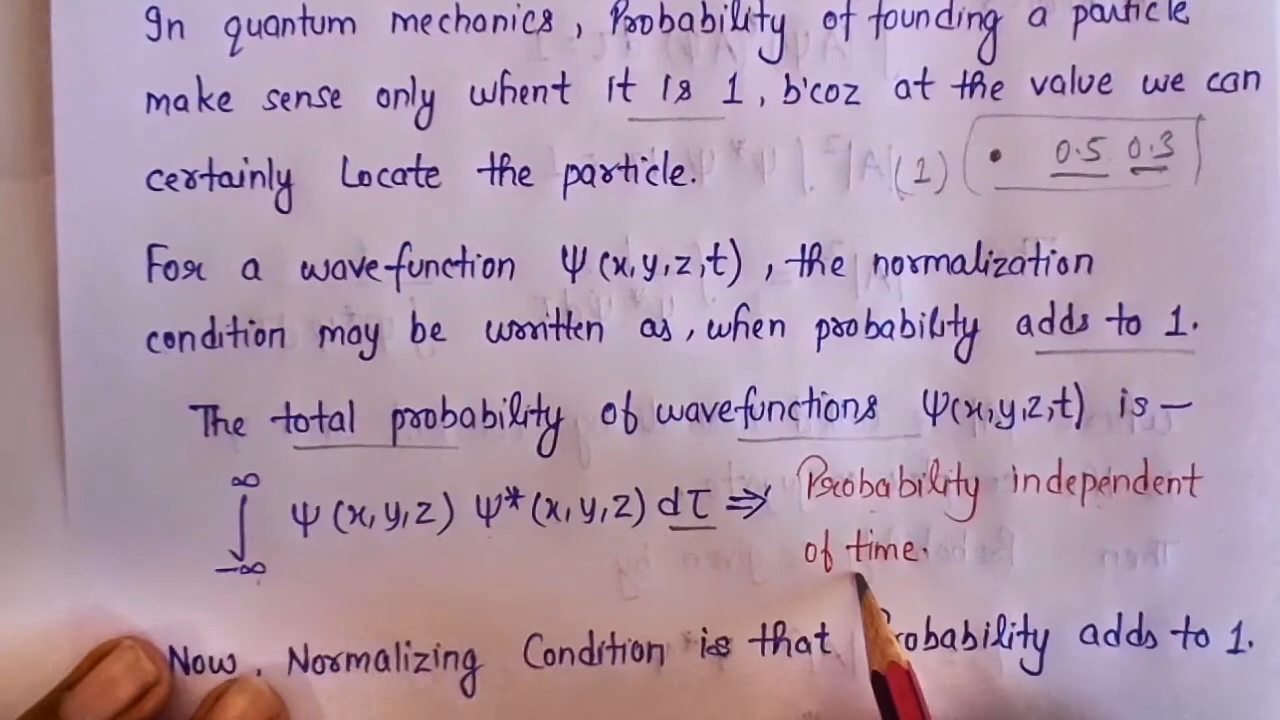 In quantum mechanics, Probability of founding a particle
make sense only whent it is 1, b'coz at the value we can
certainly Locate the particle. (1) 0.5 0.3
For a wavefunction Ψ(x,y,z,t), the normalization
condition may be written as, when probability adds to 1.
The total probability of wavefunctions Ψ(x,y,z,t) is —
∫_{-∞}^{∞} Ψ(x,y,z) Ψ*(x,y,z) dτ ⇒ Probability independent
of time.
Now, Normalizing Condition is that Probability adds to 1.